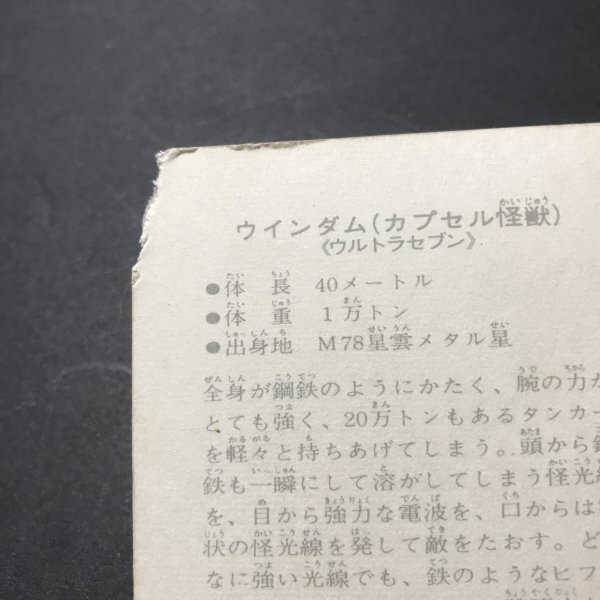 ウインダム(カプセル怪獣)
《ウルトラセブン》
●体長 40メートル
●体重 1万トン
●出身地 M78星雲メタル星
全身が鋼鉄のようにかたく、腕の力が
とても強く、20万トンもあるタンカー
を軽々と持ちあげてしまう。頭から鋼
鉄も一瞬にして溶かしてしまう怪光線
を、目から強力な電波を、口からは
状の怪光線を発して敵をたおす。ど
なに強い光線でも、鉄のようなヒフ